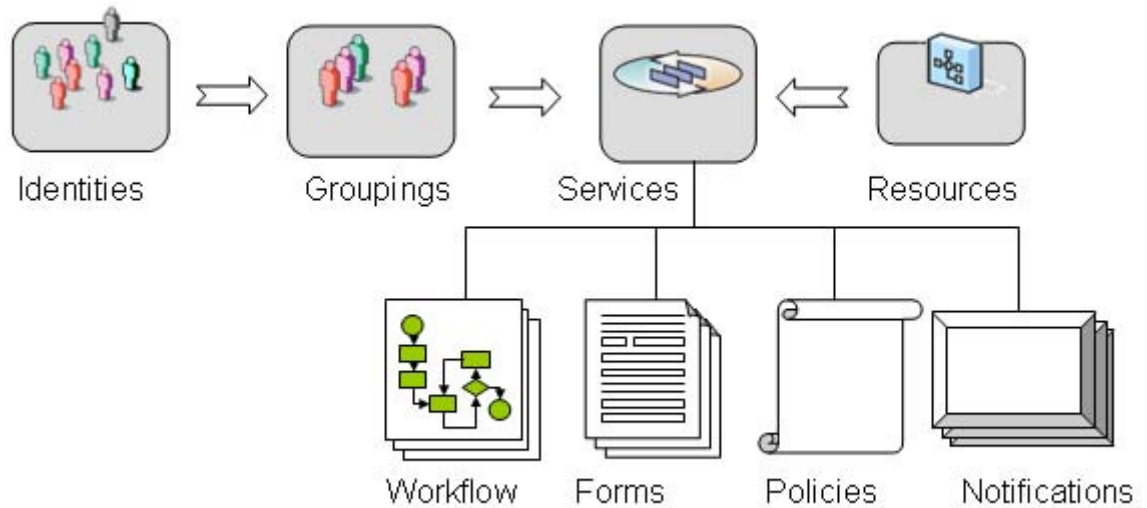 Identities
Groupings
Services
Resources
Workflow
Forms
Policies
Notifications